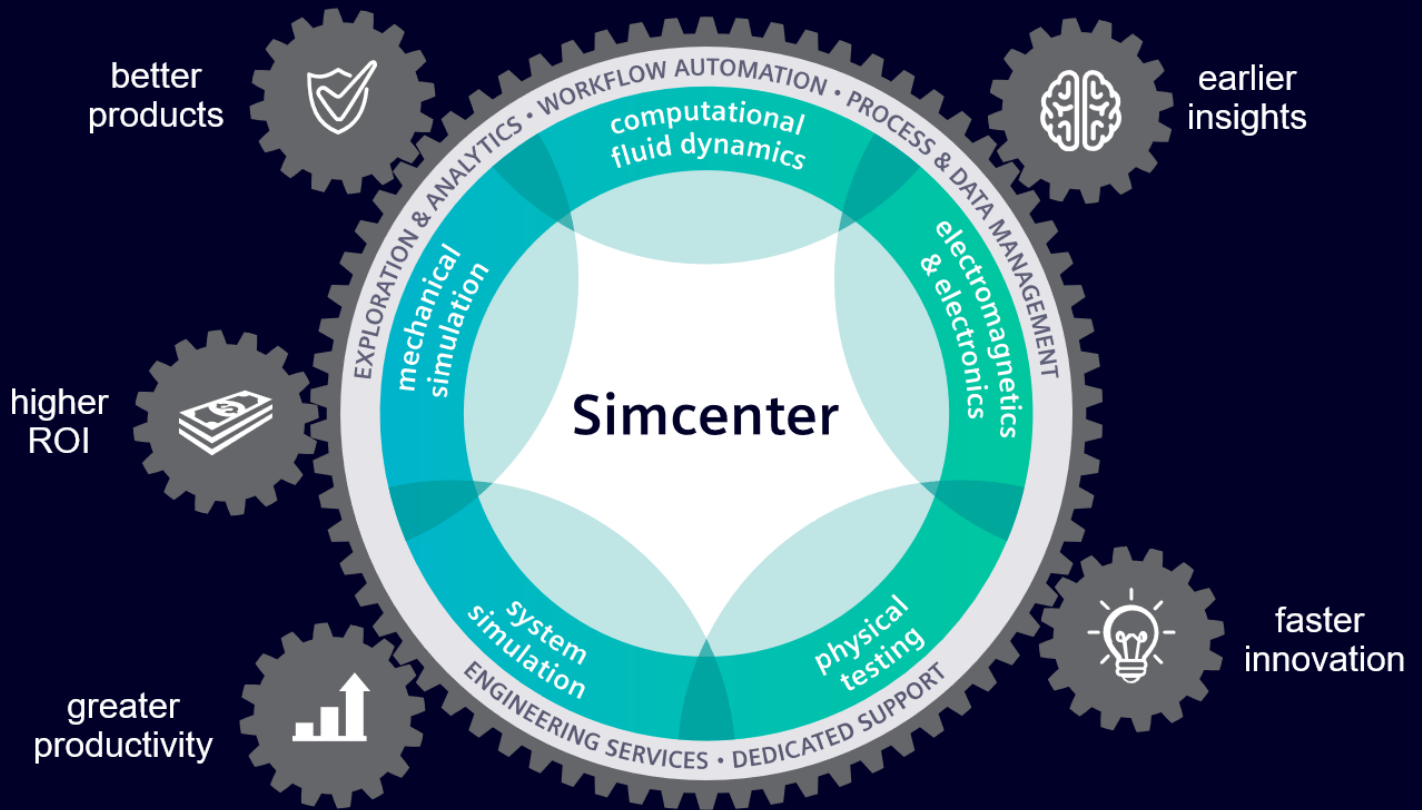 better
products
earlier
insights
EXPLORATION & ANALYTICS • WORKFLOW AUTOMATION • PROCESS & DATA MANAGEMENT
computational
fluid dynamics
mechanical
simulation
electromagnetics
& electronics
Simcenter
higher
ROI
system
simulation
physical
testing
ENGINEERING SERVICES • DEDICATED SUPPORT
faster
innovation
greater
productivity